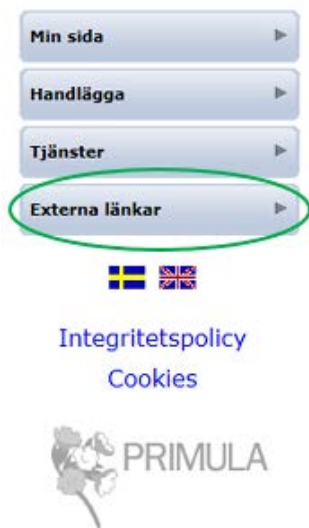 Min sida
Handlägga
Tjänster
Externa länkar
Integritetspolicy
Cookies
PRIMULA